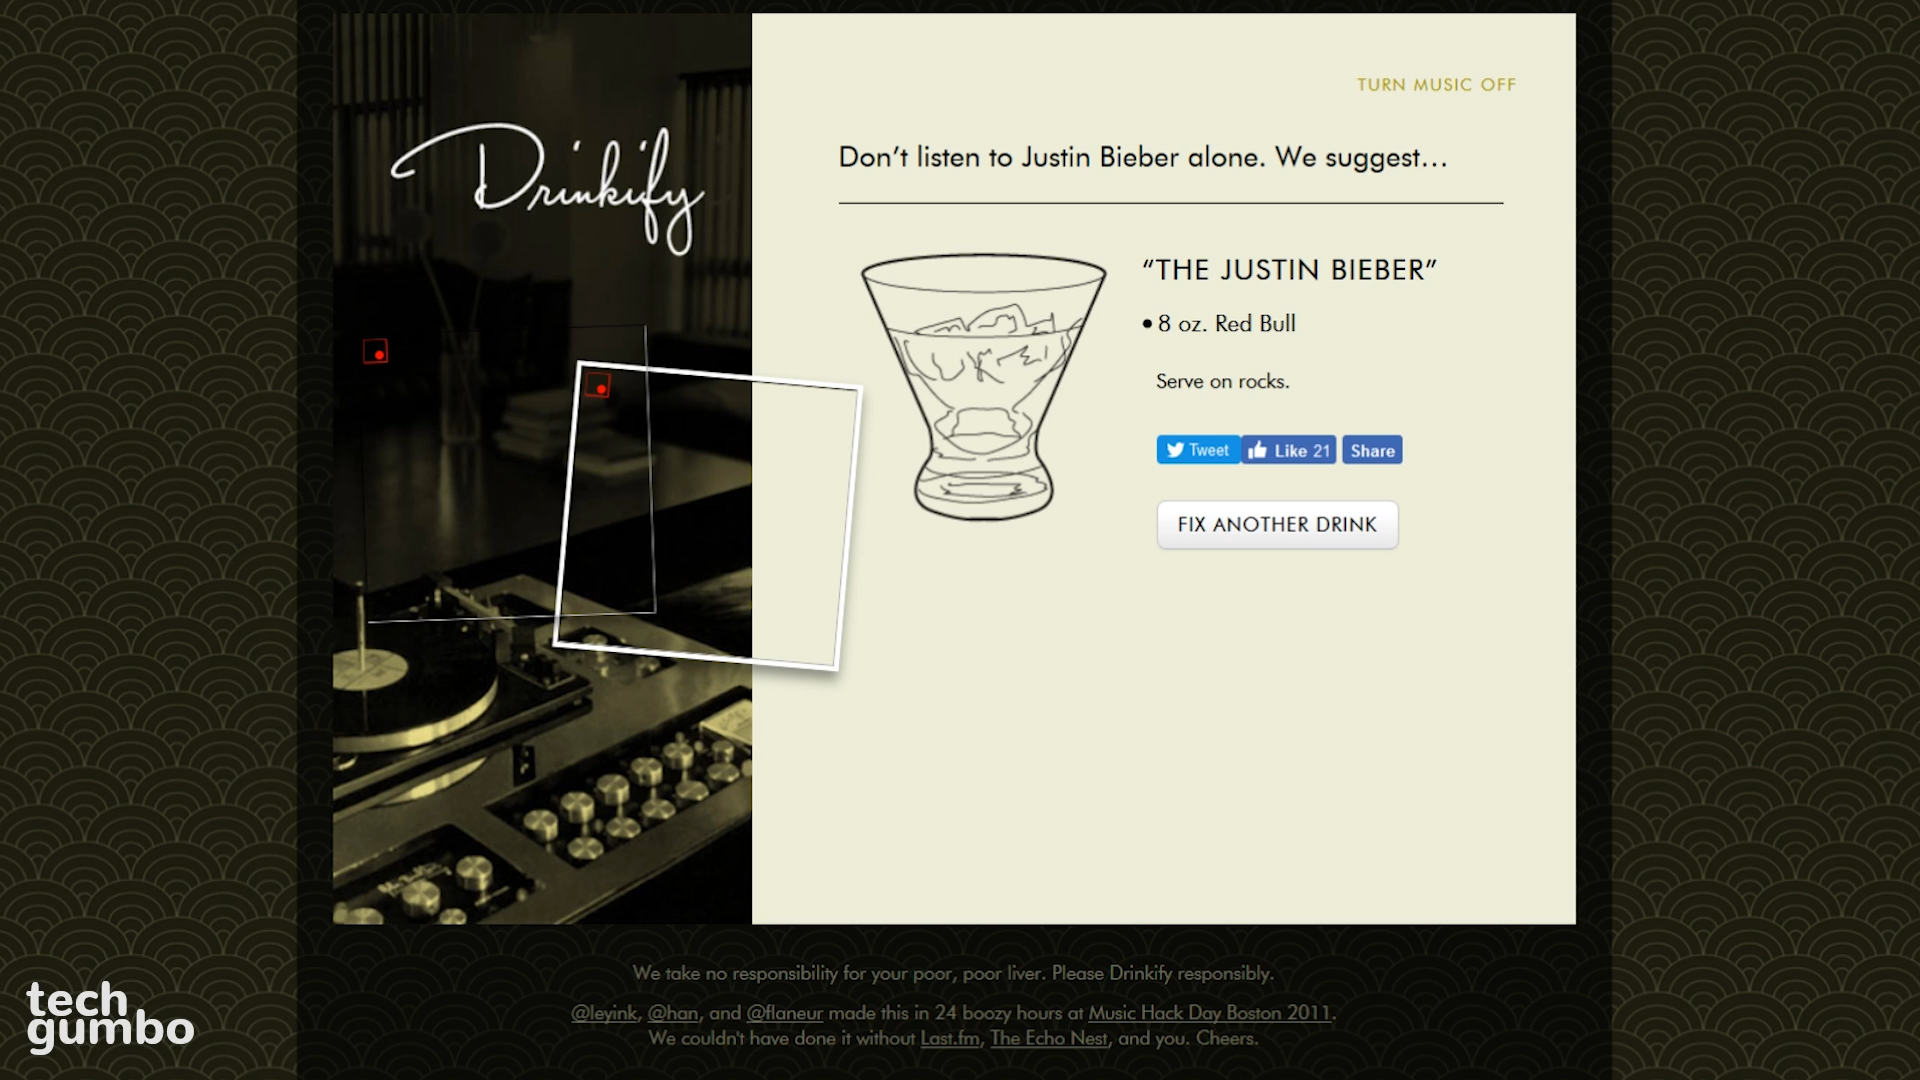 TURN MUSIC OFF
Drinkify
Don’t listen to Justin Bieber alone. We suggest…
“THE JUSTIN BIEBER”
• 8 oz. Red Bull
Serve on rocks.
Tweet Like 21 Share
FIX ANOTHER DRINK
We take no responsibility for your poor, poor liver. Please Drinkify responsibly.
@leyink, @han, and @flaneur made this in 24 boozy hours at Music Hack Day Boston 2011.
We couldn't have done it without Last.fm, The Echo Nest, and you. Cheers.
tech
gumbo